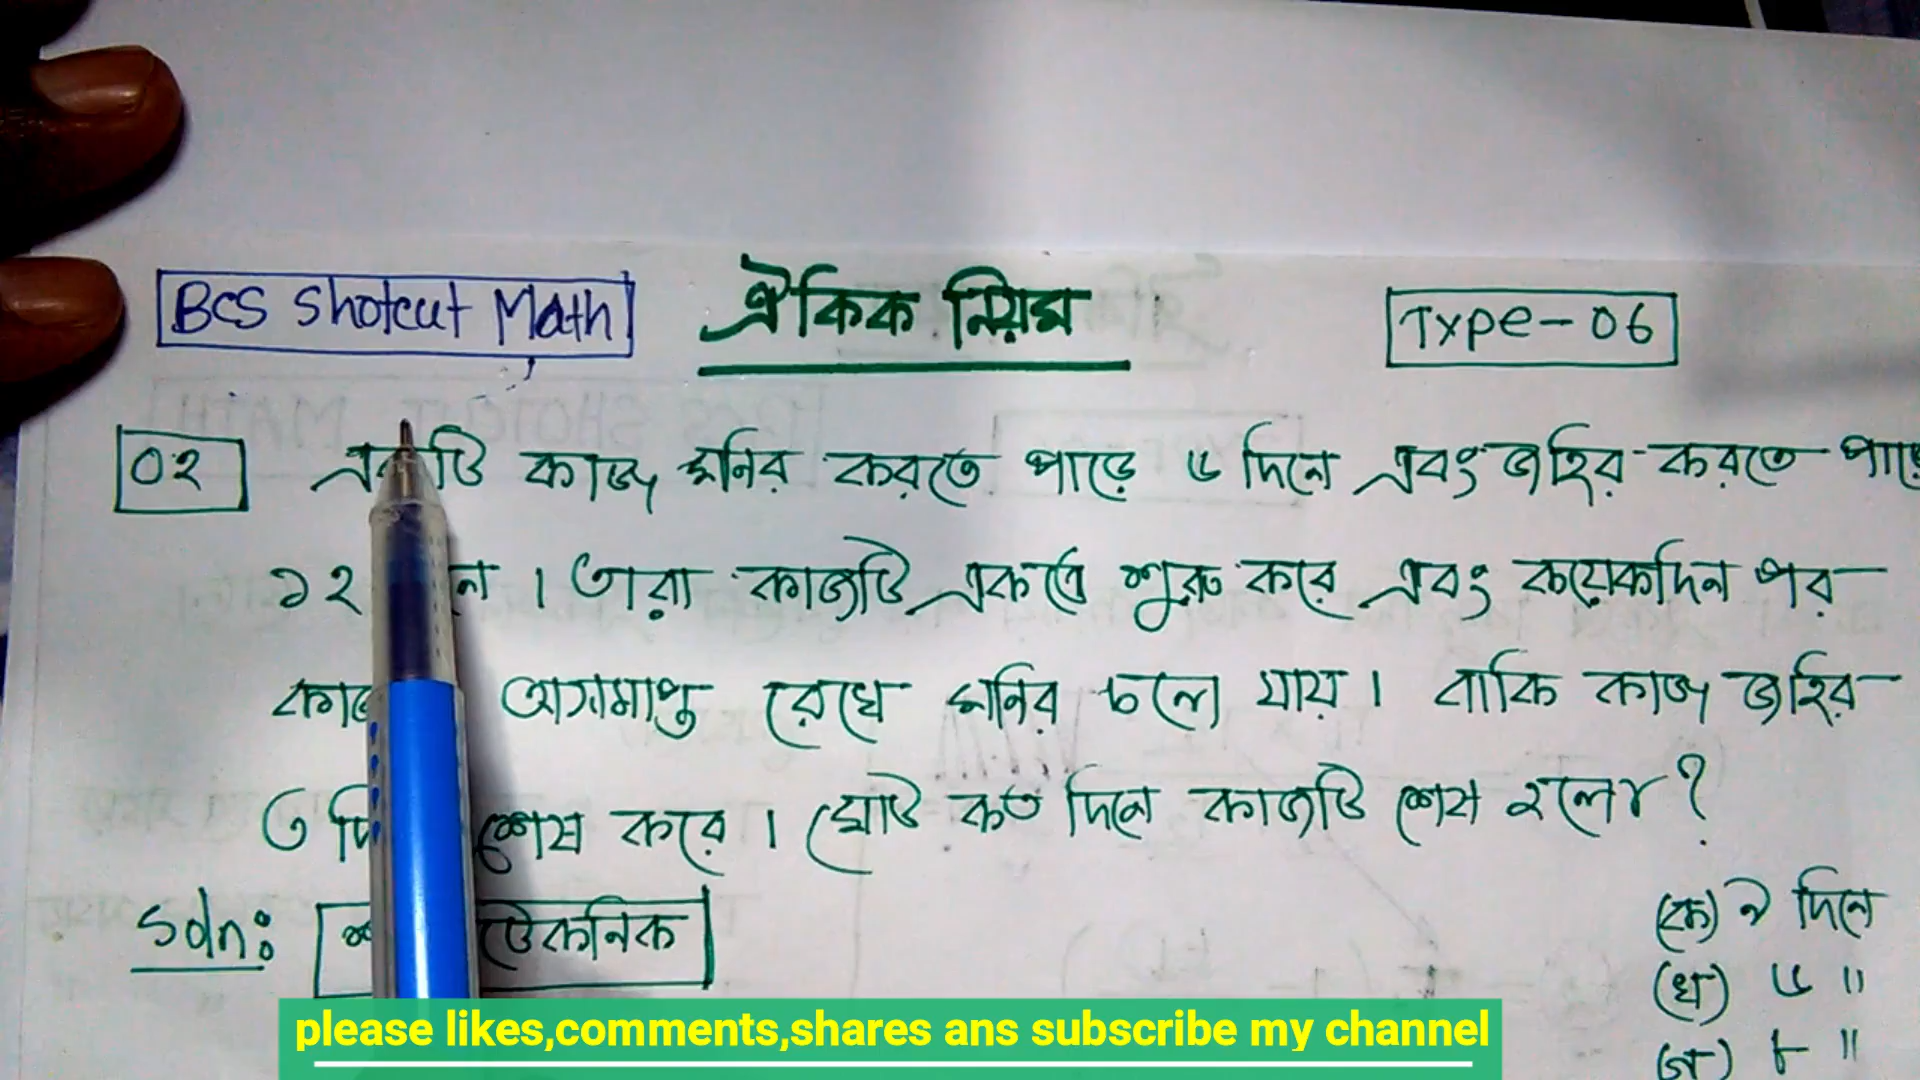 BCS Shotcut Math ঐকিক নিয়ম Type-06
০২ একটি কাজ মনির করতে পাড়ে ৬ দিনে এবং জহির করতে পাড়ে
১২ । তারা কাজটি একত্রে শুরু করে এবং কয়েকদিন পর
অসমাপ্ত রেখে মনির চলে যায় । বাকি কাজ জহির
৩ শেষ করে । মোট কত দিনে কাজটি শেষ হলো ?
Soln: টেকনিক
(ক) ৯ দিনে
(খ) ৬ "
(গ) ৮ "
please likes,comments,shares ans subscribe my channel